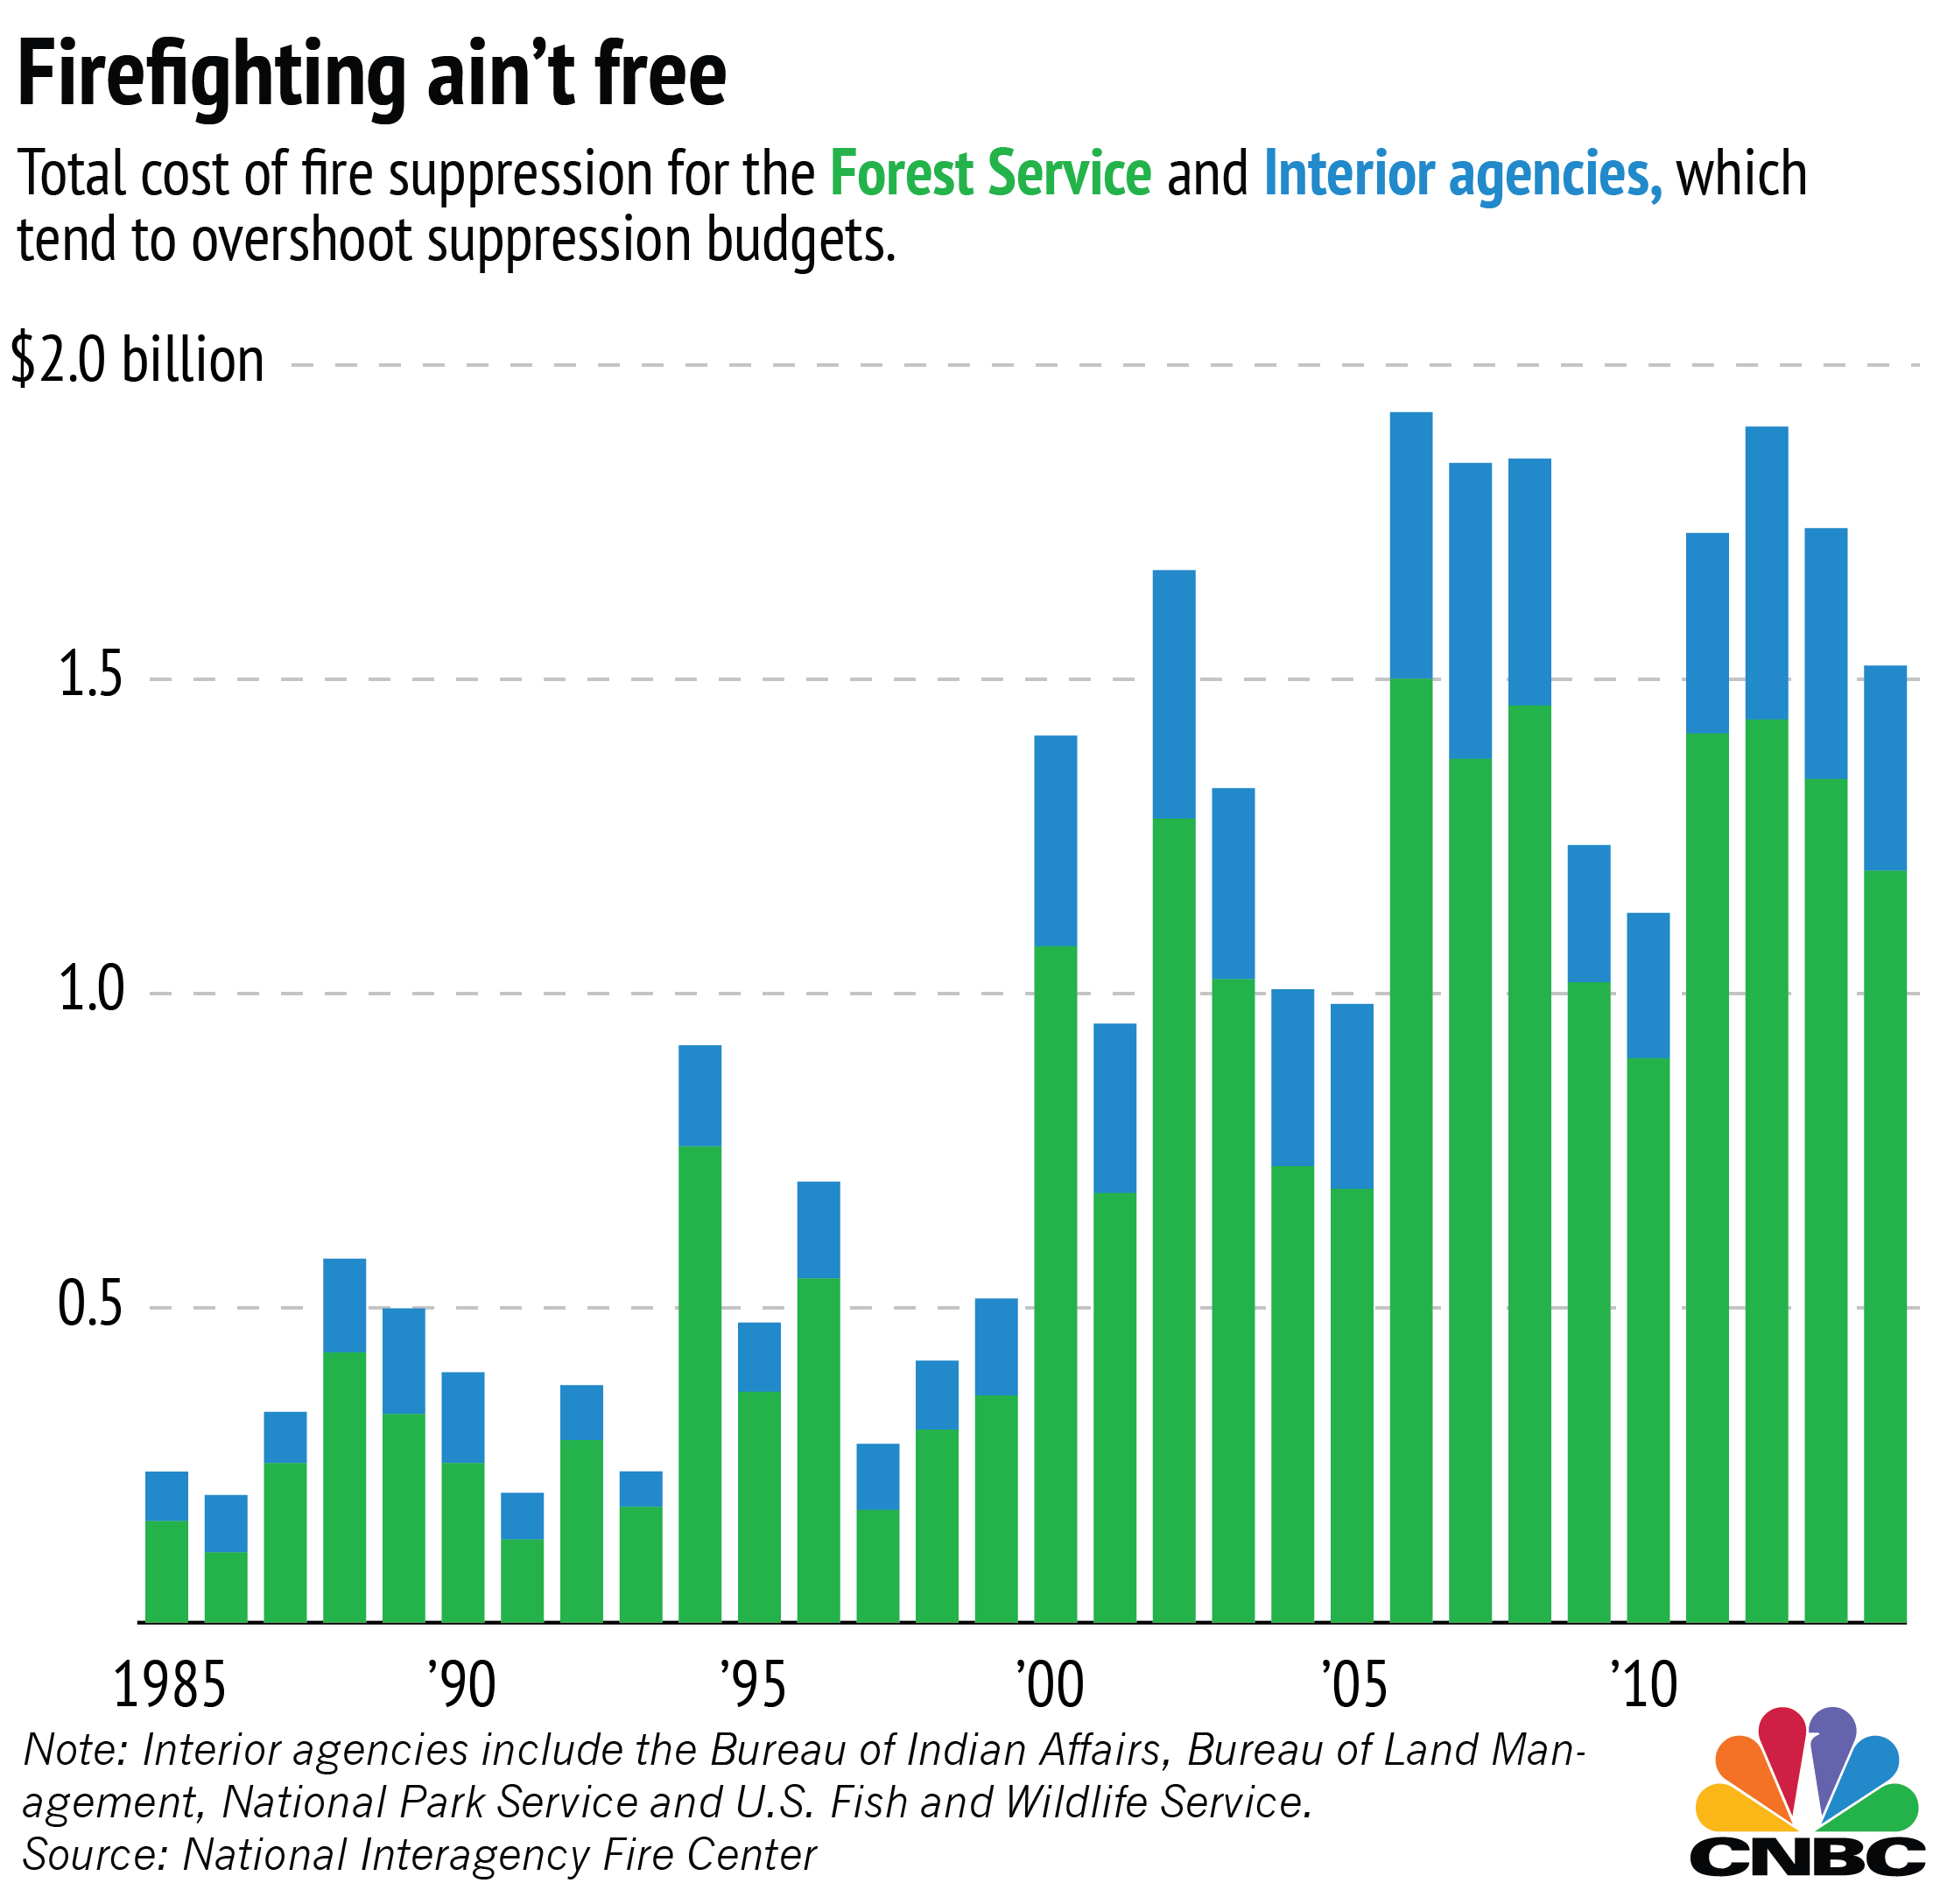 Firefighting ain’t free
Total cost of fire suppression for the Forest Service and Interior agencies, which
tend to overshoot suppression budgets.
$2.0 billion
1.5
1.0
0.5
1985 ’90 ’95 ’00 ’05 ’10
Note: Interior agencies include the Bureau of Indian Affairs, Bureau of Land Man-
agement, National Park Service and U.S. Fish and Wildlife Service.
Source: National Interagency Fire Center
CNBC